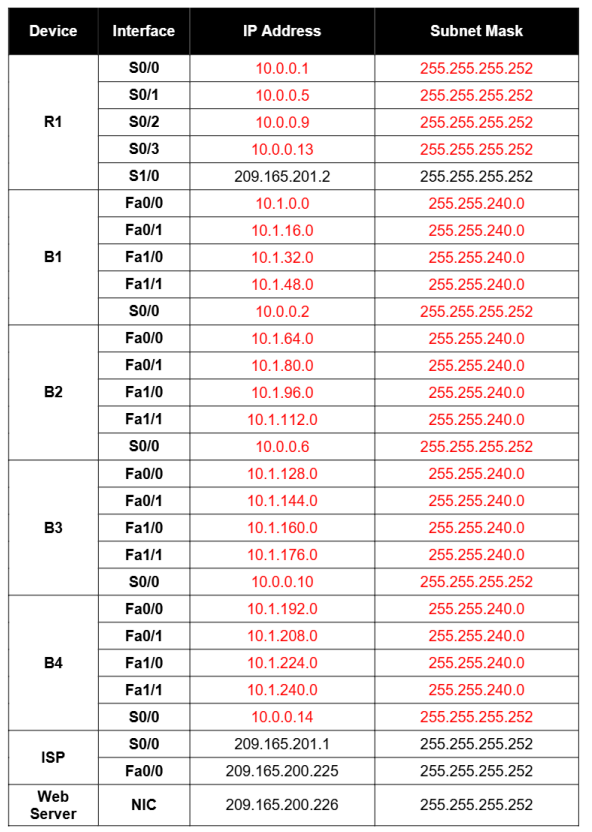 Device Interface IP Address Subnet Mask
R1 S0/0 10.0.0.1 255.255.255.252
S0/1 10.0.0.5 255.255.255.252
S0/2 10.0.0.9 255.255.255.252
S0/3 10.0.0.13 255.255.255.252
S1/0 209.165.201.2 255.255.255.252
B1 Fa0/0 10.1.0.0 255.255.240.0
Fa0/1 10.1.16.0 255.255.240.0
Fa1/0 10.1.32.0 255.255.240.0
Fa1/1 10.1.48.0 255.255.240.0
S0/0 10.0.0.2 255.255.255.252
B2 Fa0/0 10.1.64.0 255.255.240.0
Fa0/1 10.1.80.0 255.255.240.0
Fa1/0 10.1.96.0 255.255.240.0
Fa1/1 10.1.112.0 255.255.240.0
S0/0 10.0.0.6 255.255.255.252
B3 Fa0/0 10.1.128.0 255.255.240.0
Fa0/1 10.1.144.0 255.255.240.0
Fa1/0 10.1.160.0 255.255.240.0
Fa1/1 10.1.176.0 255.255.240.0
S0/0 10.0.0.10 255.255.255.252
B4 Fa0/0 10.1.192.0 255.255.240.0
Fa0/1 10.1.208.0 255.255.240.0
Fa1/0 10.1.224.0 255.255.240.0
Fa1/1 10.1.240.0 255.255.240.0
S0/0 10.0.0.14 255.255.255.252
ISP S0/0 209.165.201.1 255.255.255.252
Fa0/0 209.165.200.225 255.255.255.252
Web Server NIC 209.165.200.226 255.255.255.252